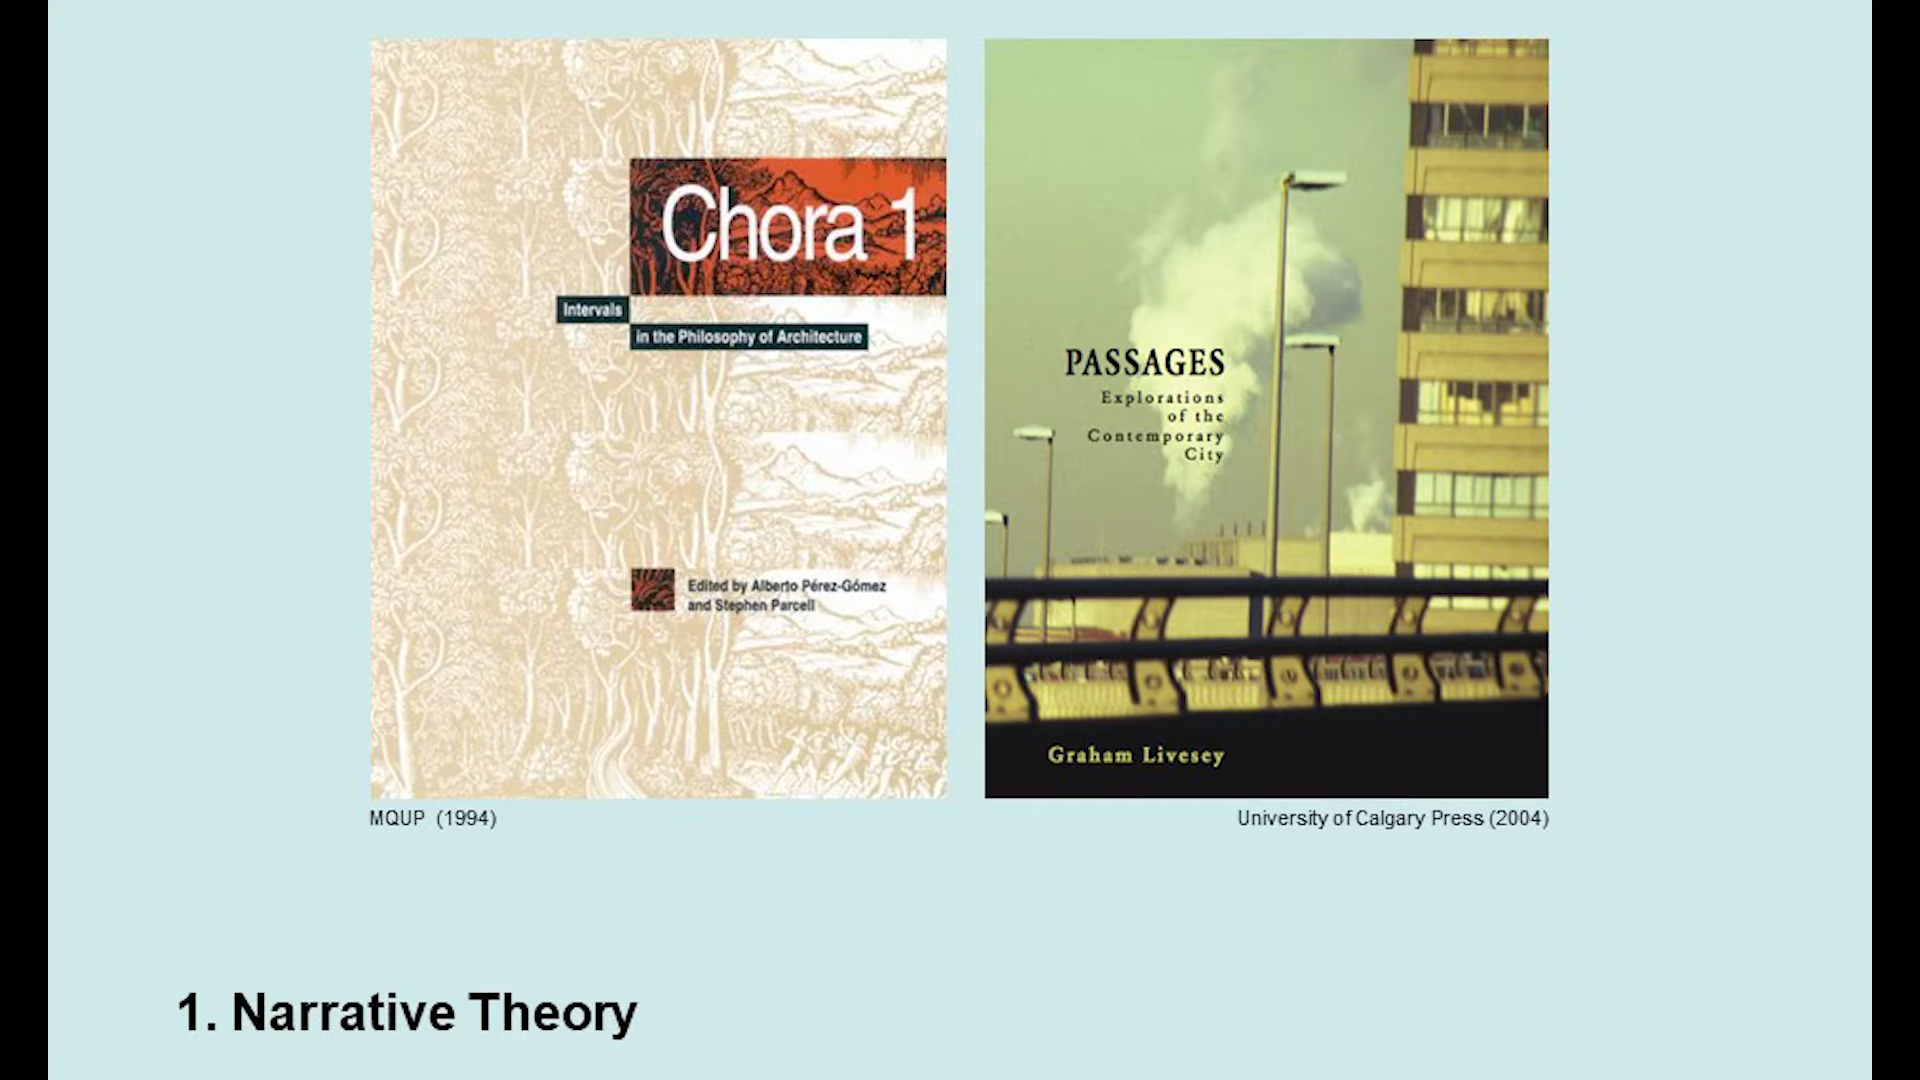 Chora 1
Intervals
in the Philosophy of Architecture
Edited by Alberto Pérez-Gómez
and Stephen Parcell
MQUP (1994)
PASSAGES
Explorations
of the
Contemporary
City
Graham Livesey
University of Calgary Press (2004)
1. Narrative Theory